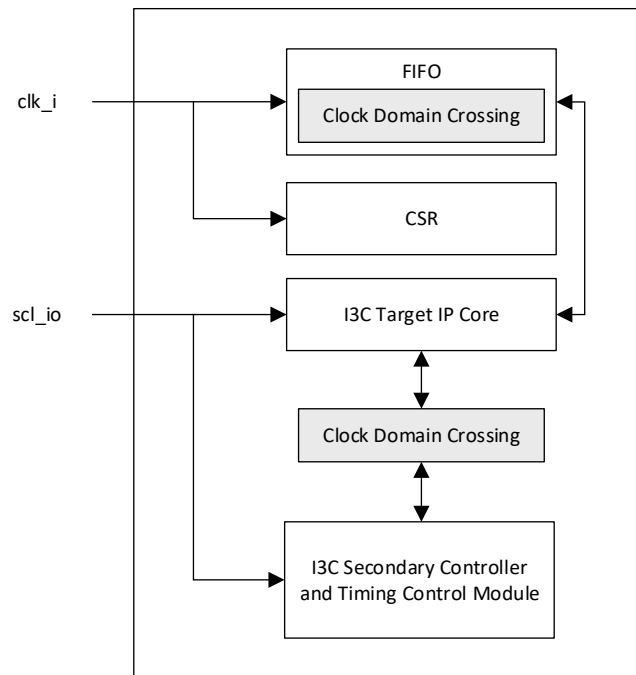 FIFO
clk_i
Clock Domain Crossing
CSR
scl_io
I3C Target IP Core
Clock Domain Crossing
I3C Secondary Controller
and Timing Control Module